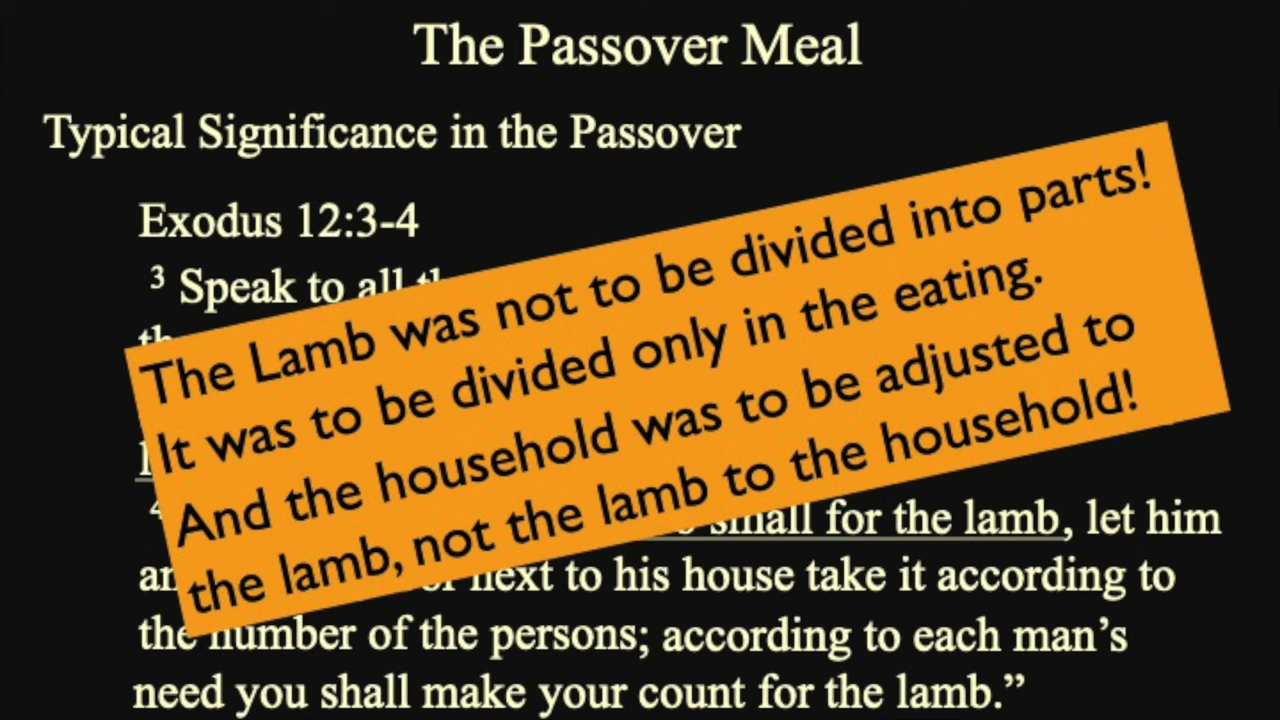 The Passover Meal
Typical Significance in the Passover
Exodus 12:3-4
3 Speak to all
The Lamb was not to be divided into parts!
It was to be divided only in the eating.
And the household was to be adjusted to
the lamb, not the lamb to the household!
4 small for the lamb, let him
next to his house take it according to
the number of the persons; according to each man’s
need you shall make your count for the lamb.”